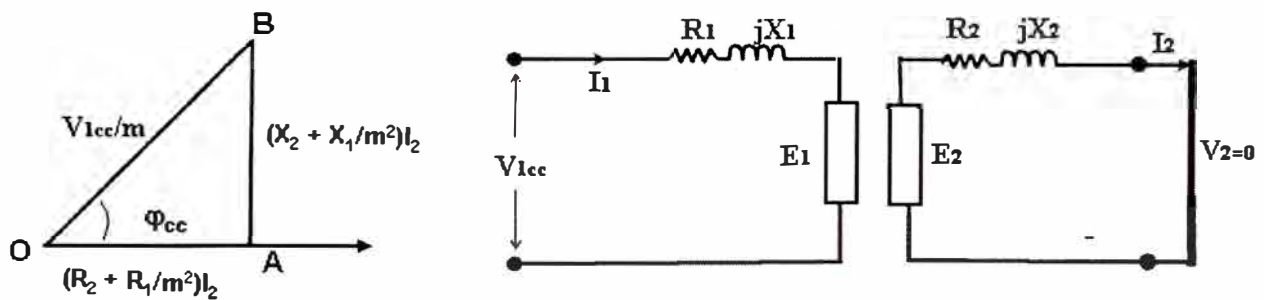 B
V1cc/m
(X₂ + X₁/m²)I₂
φcc
O
A
(R₂ + R₁/m²)I₂
R1 jX1
I1
V1cc
E1
R2 jX2
I2
E2
V2=0